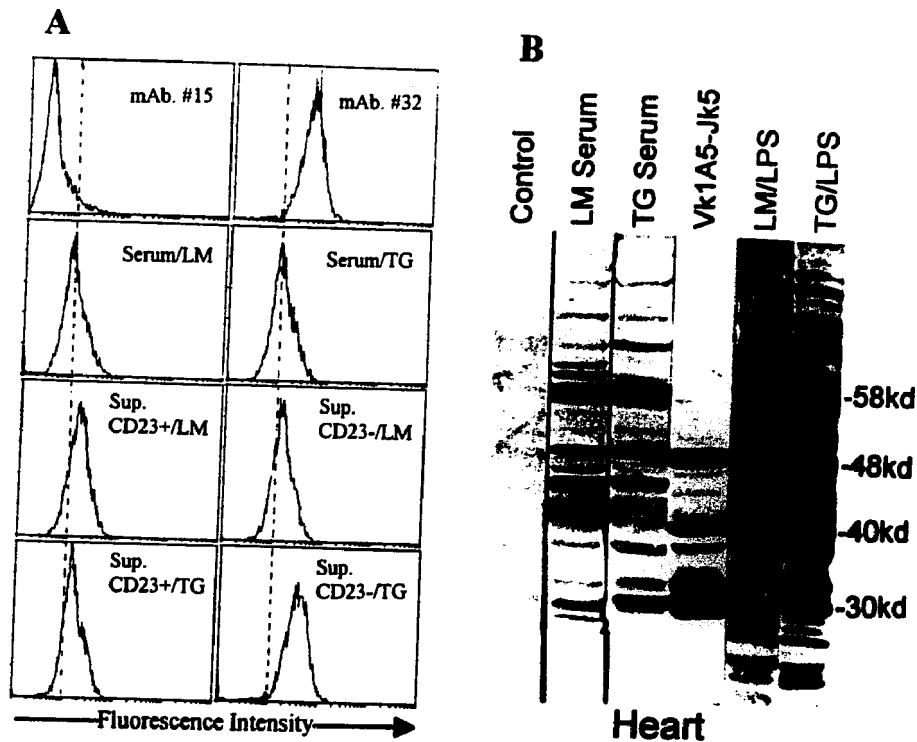 A
mAb. #15
mAb. #32
Serum/LM
Serum/TG
Sup.
CD23+/LM
Sup.
CD23-/LM
Sup.
CD23+/TG
Sup.
CD23-/TG
Fluorescence Intensity
B
Control
LM Serum
TG Serum
Vk1A5-Jk5
LM/LPS
TG/LPS
-58kd
-48kd
-40kd
-30kd
Heart